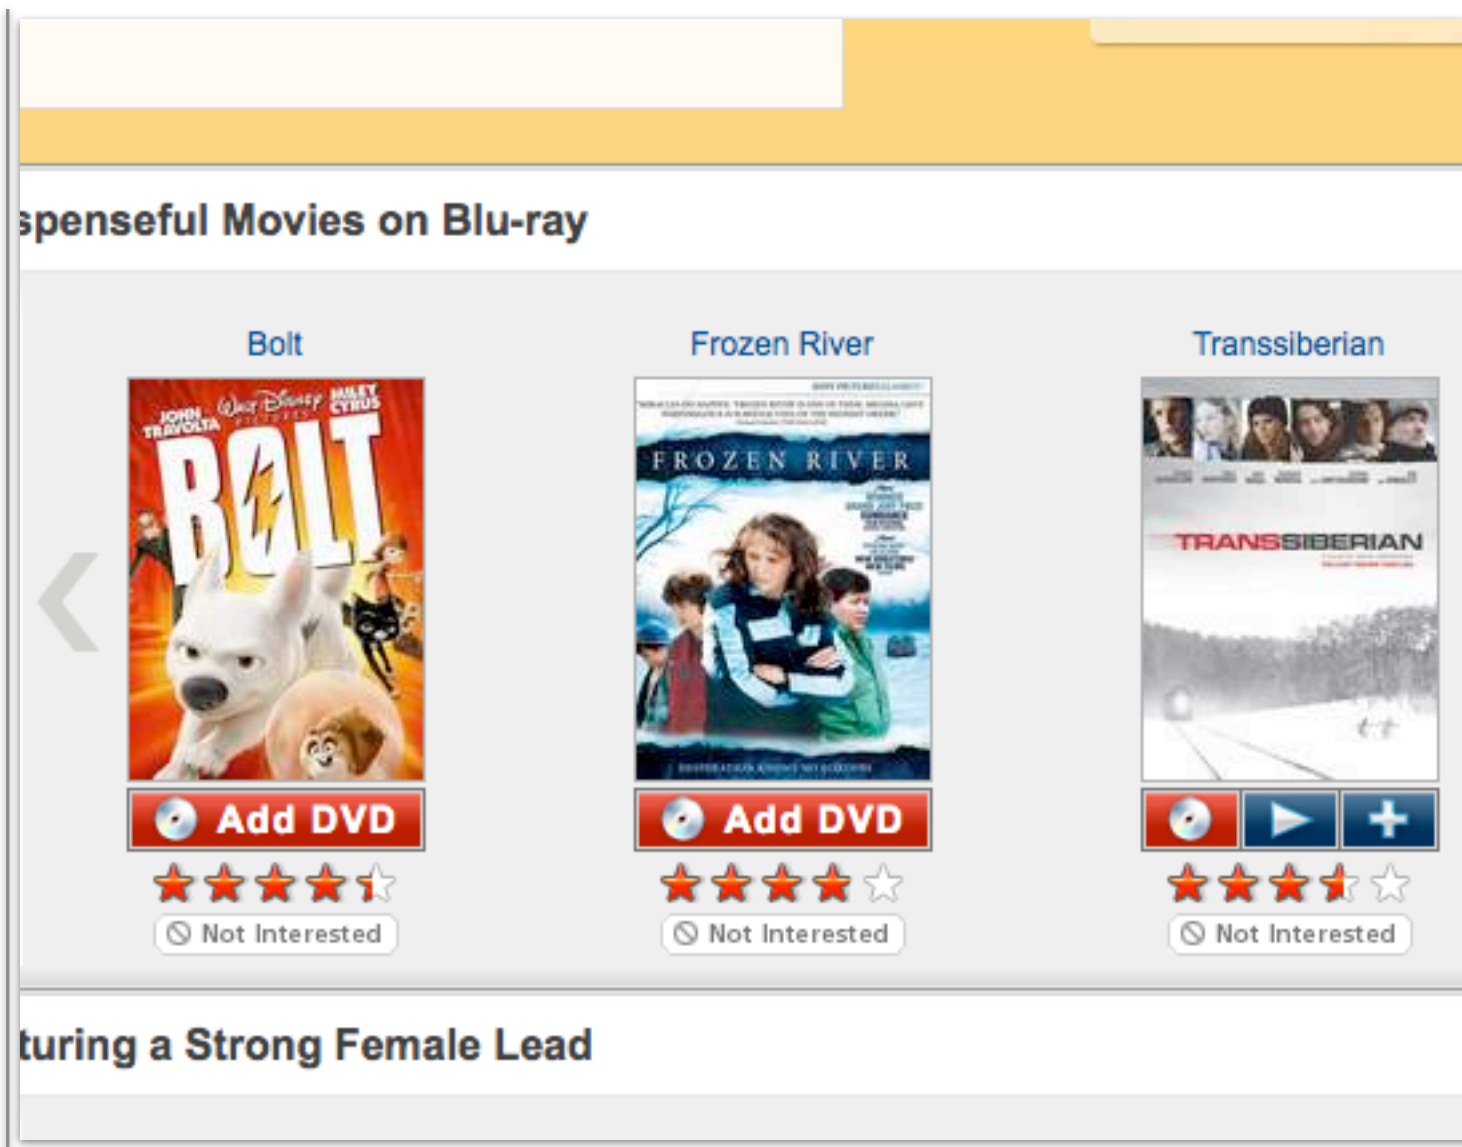 spenseful Movies on Blu-ray
Bolt
Frozen River
Transsiberian
JOHN TRAVOLTA
Walt Disney
PICTURES
MILEY CYRUS
BOLT
FROZEN RIVER
TRANSSIBERIAN
Add DVD
Add DVD
Not Interested
Not Interested
Not Interested
turing a Strong Female Lead